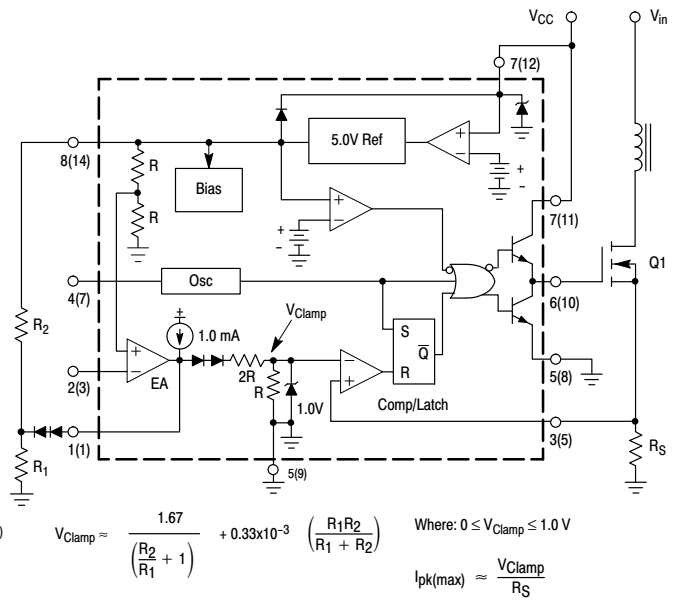 VCC
Vin
7(12)
5.0V Ref
+
−
+
−
8(14)
R
Bias
R
+
−
+
−
7(11)
Q1
4(7)
Osc
6(10)
VClamp
R2
±
1.0 mA
S
Q̅
R
+
−
EA
2R
R
1.0V
−
+
Comp/Latch
2(3)
5(8)
1(1)
3(5)
R1
RS
5(9)
)
VClamp ≈ 1.67 / (R2/R1 + 1) + 0.33x10−3 (R1R2 / R1 + R2) Where: 0 ≤ VClamp ≤ 1.0 V
Ipk(max) ≈ VClamp / RS